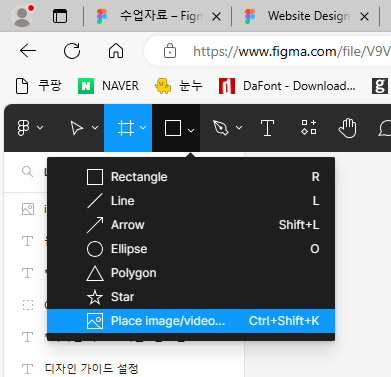 수업자료 – Figm
Website Design
https://www.figma.com/file/V9V
쿠팡
NAVER
눈누
DaFont - Download...
Rectangle R
Line L
Arrow Shift+L
Ellipse O
Polygon
Star
Place image/video... Ctrl+Shift+K
디자인 가이드 설정